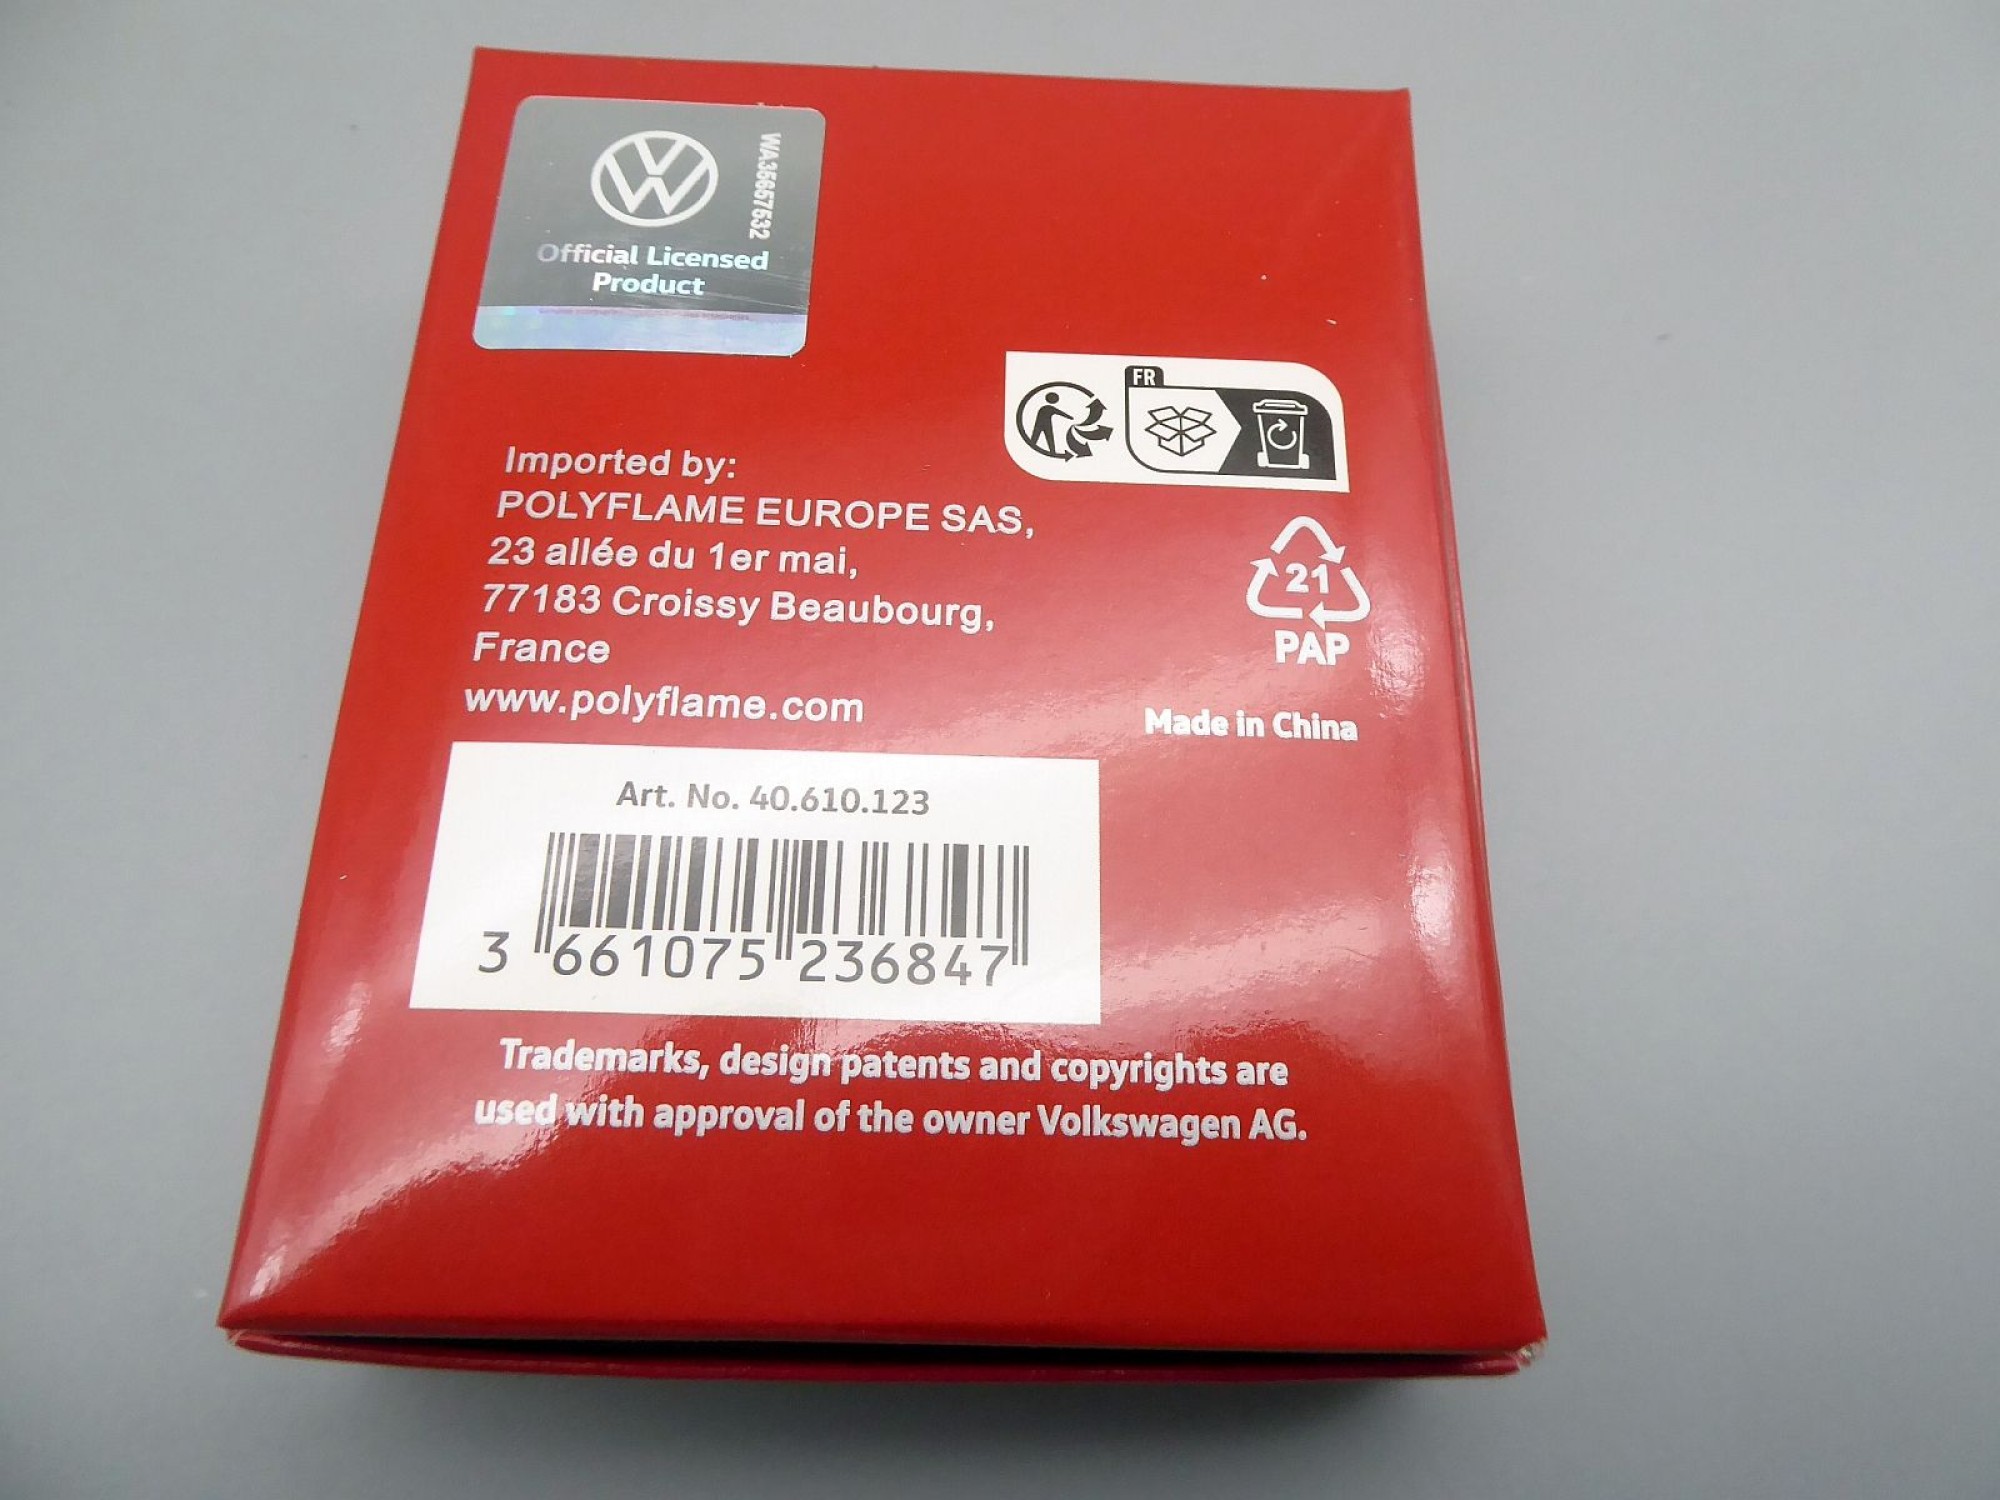 WA35657532
Official Licensed
Product
FR
Imported by:
POLYFLAME EUROPE SAS,
23 allée du 1er mai,
77183 Croissy Beaubourg,
France
www.polyflame.com
21
PAP
Made in China
Art. No. 40.610.123
3 661075 236847
Trademarks, design patents and copyrights are
used with approval of the owner Volkswagen AG.